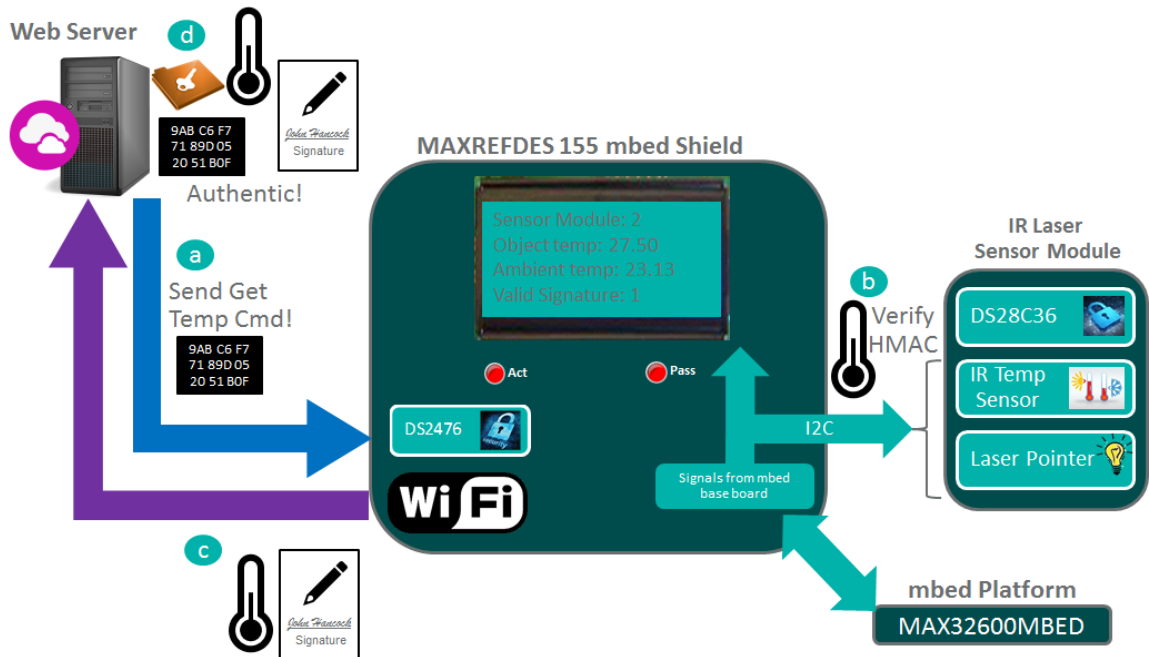 Web Server
d
9AB C6 F7
71 89D 05
20 51 B0F
John Hancock
Signature
Authentic!
a
Send Get
Temp Cmd!
9AB C6 F7
71 89D 05
20 51 B0F
MAXREFDES 155 mbed Shield
Sensor Module: 2
Object temp: 27.50
Ambient temp: 23.13
Valid Signature: 1
Act
Pass
DS2476
security
Wi Fi
Signals from mbed
base board
I2C
b
Verify
HMAC
IR Laser
Sensor Module
DS28C36
IR Temp
Sensor
Laser Pointer
c
John Hancock
Signature
mbed Platform
MAX32600MBED